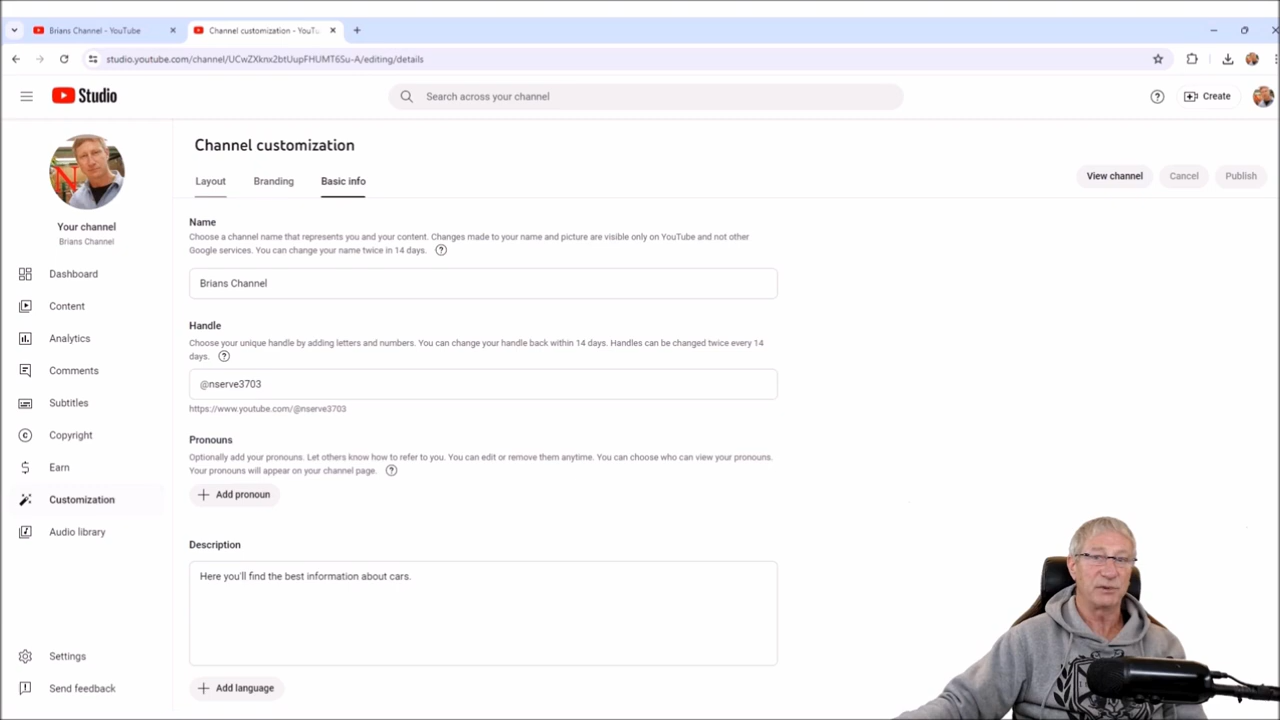 Brians Channel - YouTube
Channel customization - YouTu
studio.youtube.com/channel/UCwZXknx2btUupFHUMT6Su-A/editing/details
Studio
Search across your channel
Create
Channel customization
Layout
Branding
Basic info
View channel
Cancel
Publish
Your channel
Brians Channel
Dashboard
Content
Analytics
Comments
Subtitles
Copyright
Earn
Customization
Audio library
Settings
Send feedback
Name
Choose a channel name that represents you and your content. Changes made to your name and picture are visible only on YouTube and not other
Google services. You can change your name twice in 14 days.
Brians Channel
Handle
Choose your unique handle by adding letters and numbers. You can change your handle back within 14 days. Handles can be changed twice every 14
days.
@nserve3703
https://www.youtube.com/@nserve3703
Pronouns
Optionally add your pronouns. Let others know how to refer to you. You can edit or remove them anytime. You can choose who can view your pronouns.
Your pronouns will appear on your channel page.
Add pronoun
Description
Here you'll find the best information about cars.
Add language